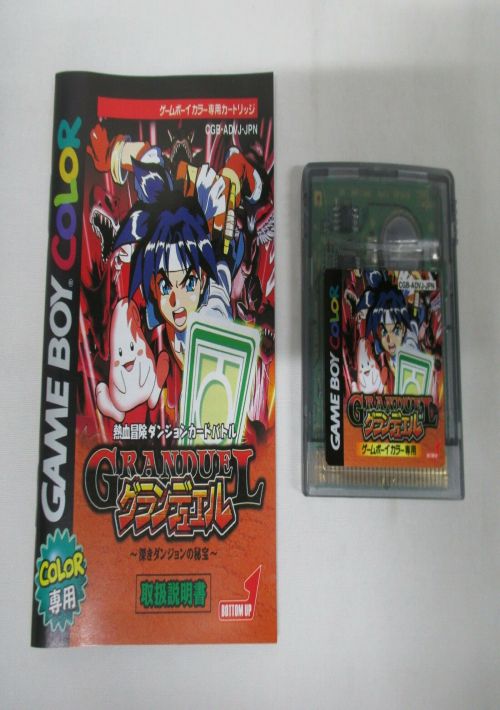 ゲームボーイカラー専用カートリッジ
CGB-ADVJ-JPN
GAME BOY COLOR
熱血冒険ダンジョンカードバトル
GRANDUEL
グランデュエル
～深きダンジョンの秘宝～
取扱説明書
COLOR
専用
BOTTOM UP
CGB-ADVJ-JPN
GAME BOY COLOR
GRANDUEL
グランデュエル
ゲームボーイカラー専用